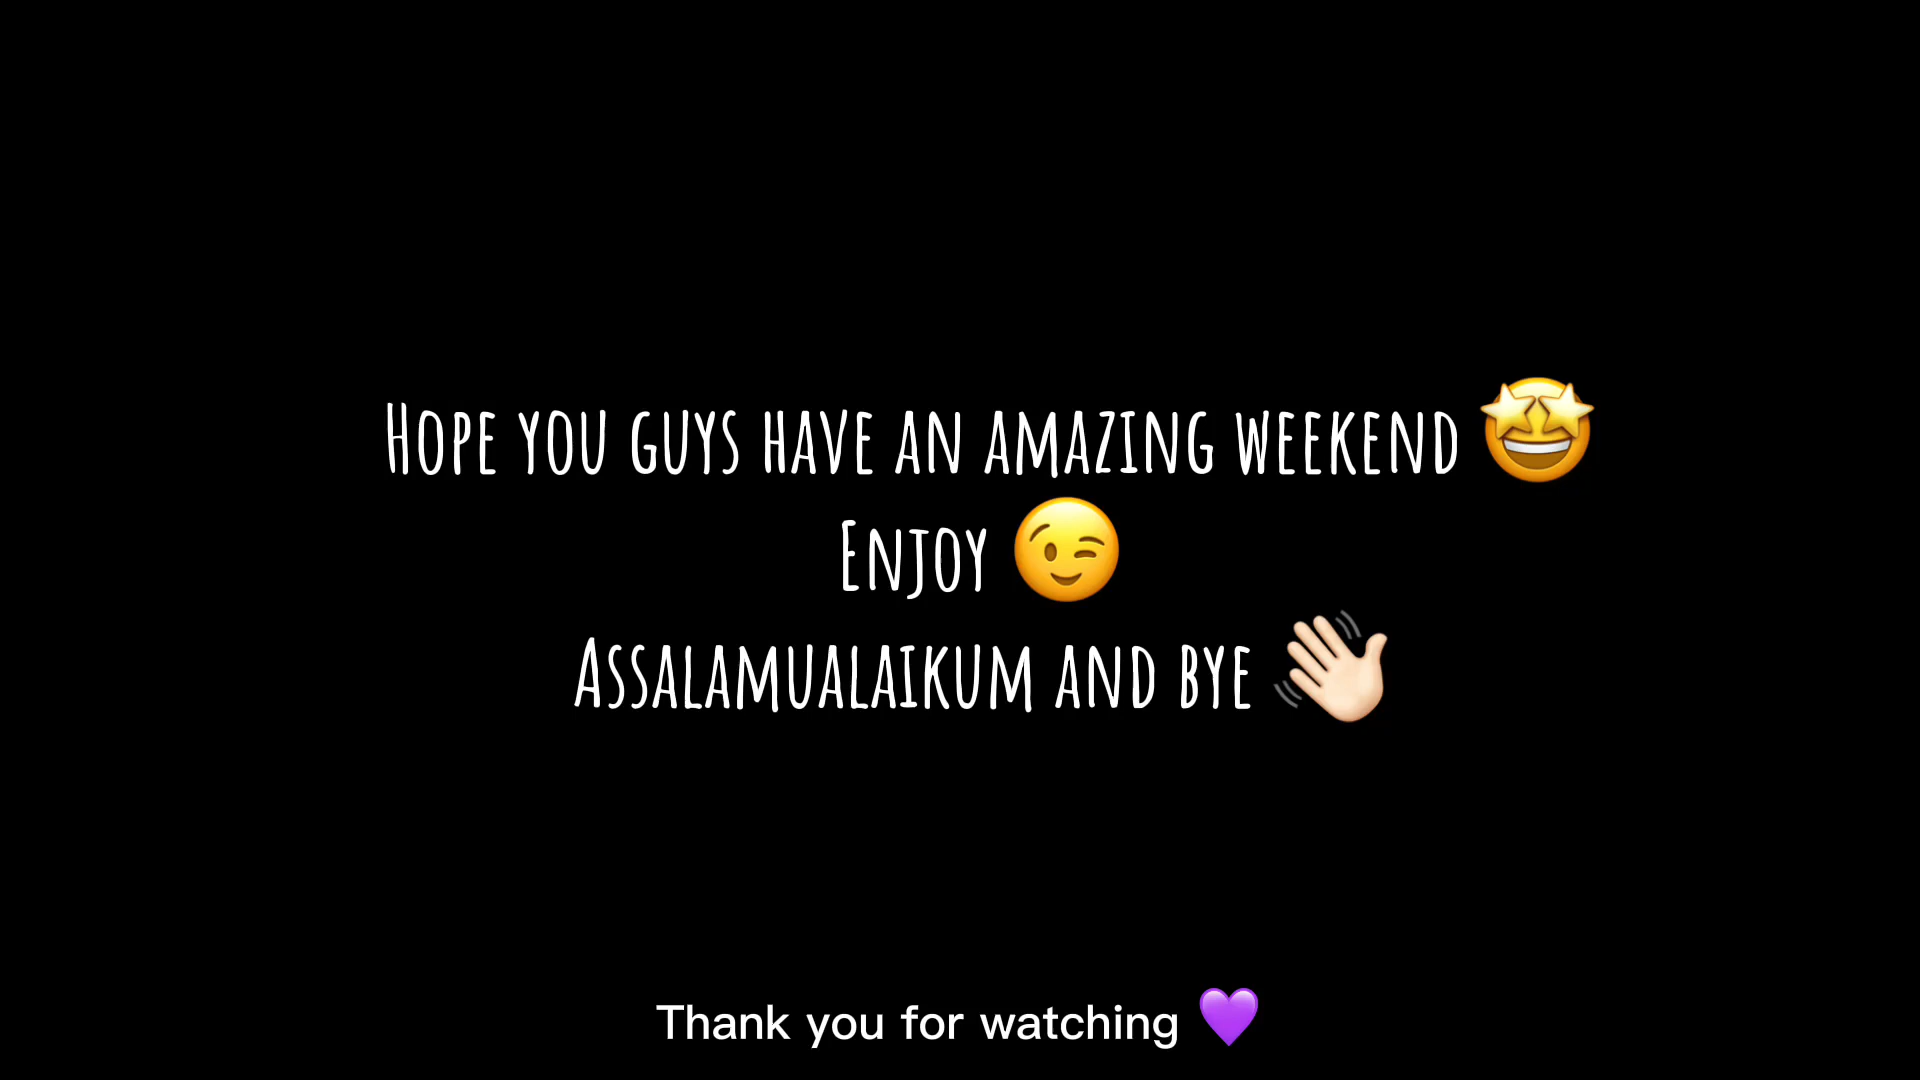 Hope you guys have an amazing weekend 🤩
Enjoy 😉
Assalamualaikum and bye 👋🏻
Thank you for watching 💜